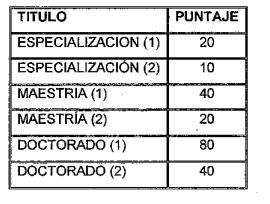 TITULO PUNTAJE
ESPECIALIZACION (1) 20
ESPECIALIZACIÓN (2) 10
MAESTRIA (1) 40
MAESTRÍA (2) 20
DOCTORADO (1) 80
DOCTORADO (2) 40